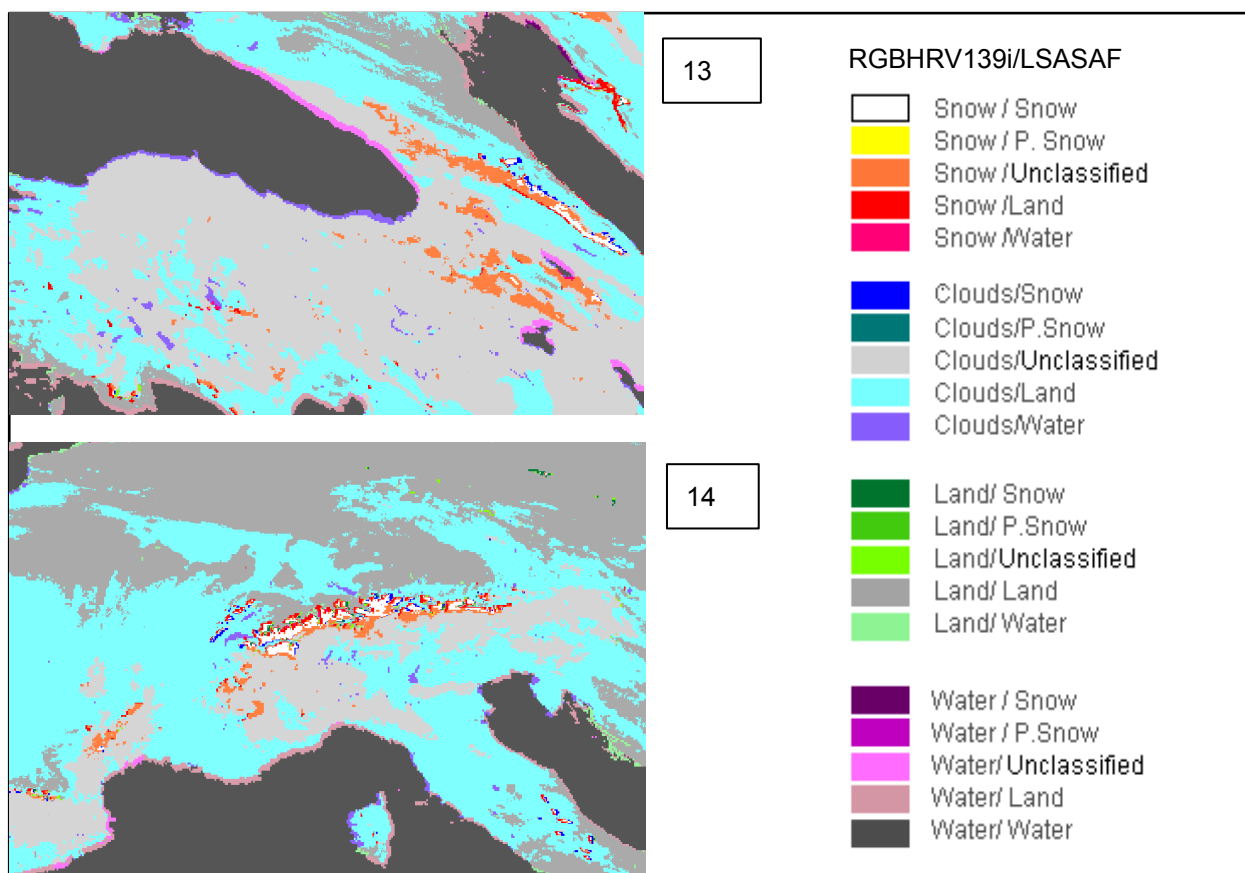 13
RGBHRV139i/LSASAF
Snow / Snow
Snow / P. Snow
Snow /Unclassified
Snow /Land
Snow /Water
Clouds/Snow
Clouds/P.Snow
Clouds/Unclassified
Clouds/Land
Clouds/Water
14
Land/ Snow
Land/ P.Snow
Land/Unclassified
Land/ Land
Land/ Water
Water / Snow
Water / P.Snow
Water/ Unclassified
Water/ Land
Water/ Water